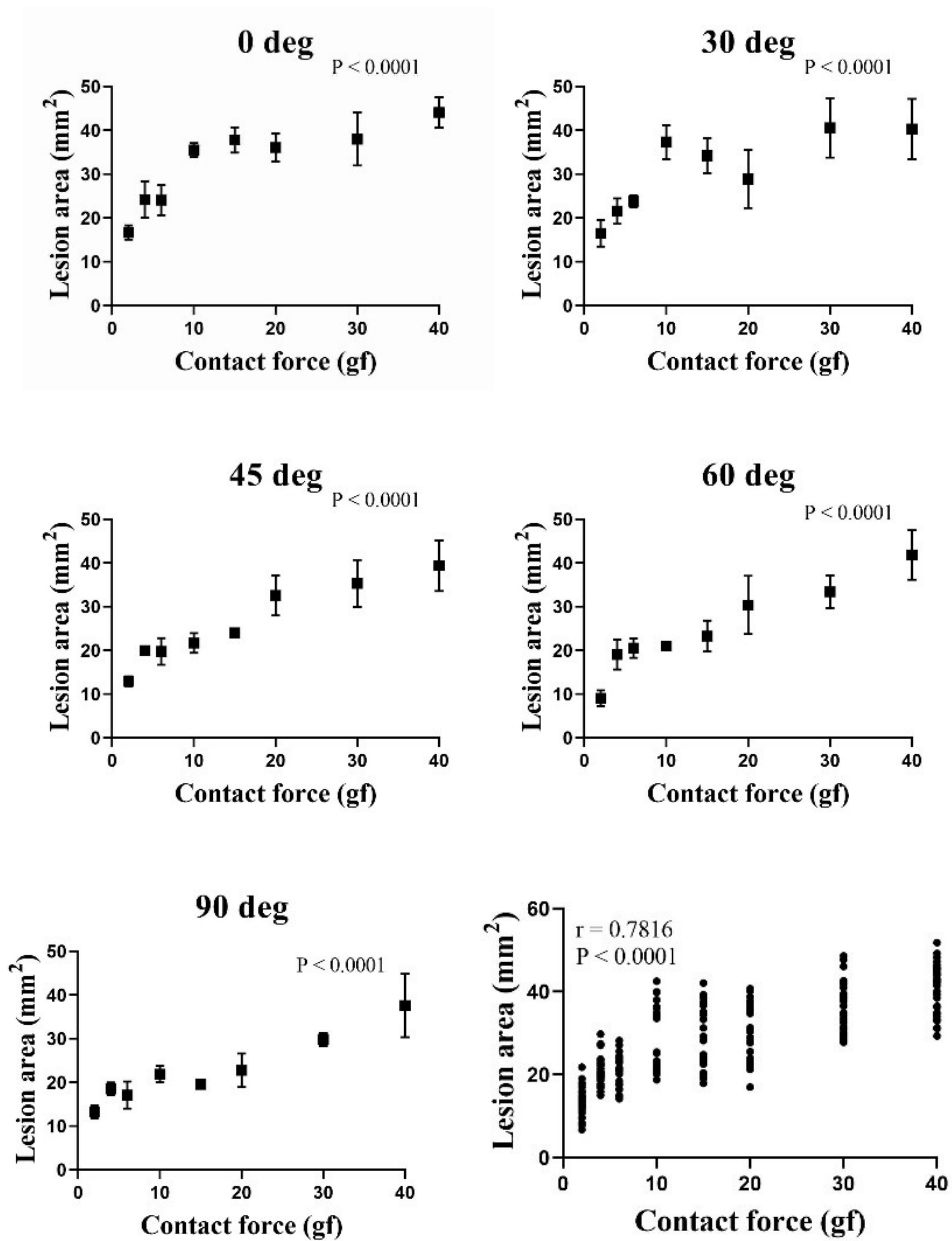 0 deg
P < 0.0001
Lesion area (mm²)
50
40
30
20
10
0
0 10 20 30 40
Contact force (gf)
30 deg
P < 0.0001
Lesion area (mm²)
50
40
30
20
10
0
0 10 20 30 40
Contact force (gf)
45 deg
P < 0.0001
Lesion area (mm²)
50
40
30
20
10
0
0 10 20 30 40
Contact force (gf)
60 deg
P < 0.0001
Lesion area (mm²)
50
40
30
20
10
0
0 10 20 30 40
Contact force (gf)
90 deg
P < 0.0001
Lesion area (mm²)
50
40
30
20
10
0
0 10 20 30 40
Contact force (gf)
r = 0.7816
P < 0.0001
Lesion area (mm²)
60
40
20
0
0 10 20 30 40
Contact force (gf)